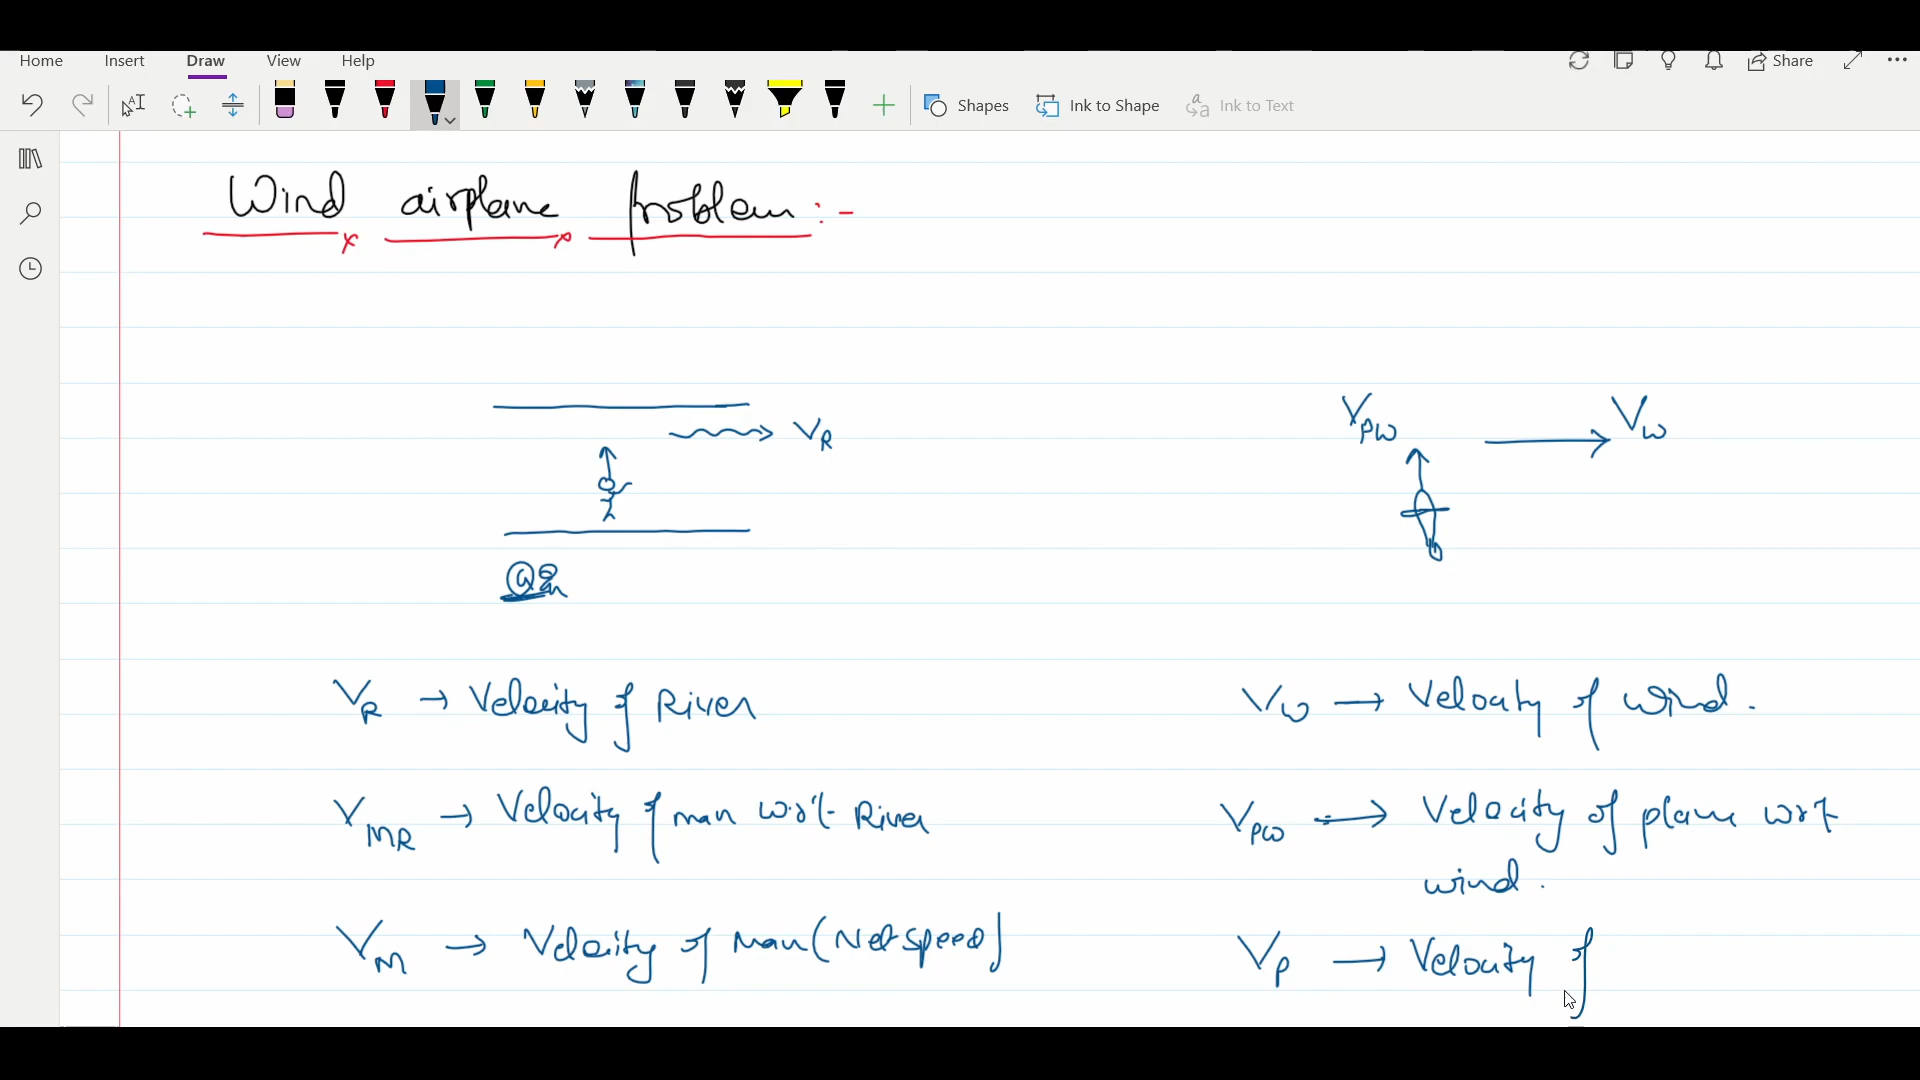 Home Insert Draw View Help Share
Shapes Ink to Shape Ink to Text
Wind airplane Problem :-
VR
VPW VW
VR → Velocity of River
VMR → Velocity of man w.r.t River
VM → Velocity of Man (Net speed)
VW → Velocity of wind.
VPW → Velocity of plane wrt
wind.
VP → Velocity of